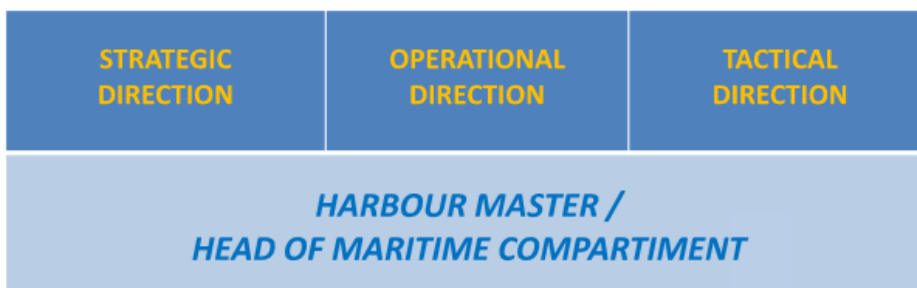 STRATEGIC
DIRECTION
OPERATIONAL
DIRECTION
TACTICAL
DIRECTION
HARBOUR MASTER /
HEAD OF MARITIME COMPARTIMENT